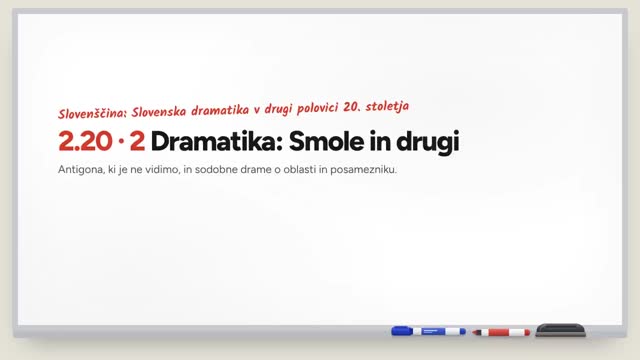 Slovenščina: Slovenska dramatika v drugi polovici 20. stoletja
2.20 · 2 Dramatika: Smole in drugi
Antigona, ki je ne vidimo, in sodobne drame o oblasti in posamezniku.